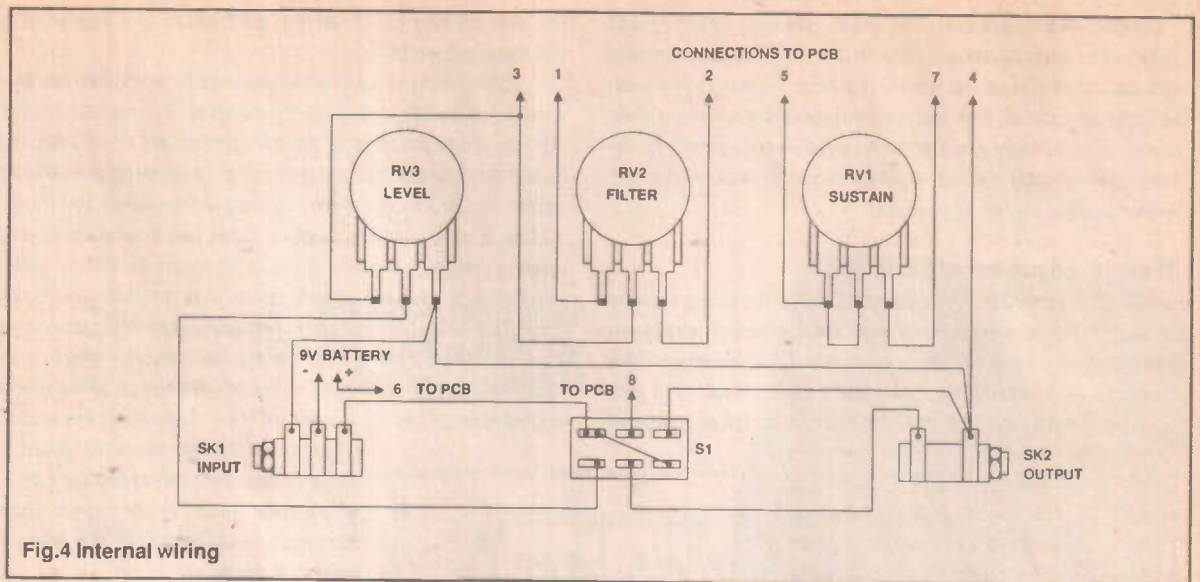 CONNECTIONS TO PCB
3 1 2 5 7 4
RV3
LEVEL
RV2
FILTER
RV1
SUSTAIN
9V BATTERY
- +
6 TO PCB
TO PCB 8
SK1
INPUT
S1
SK2
OUTPUT
Fig.4 Internal wiring